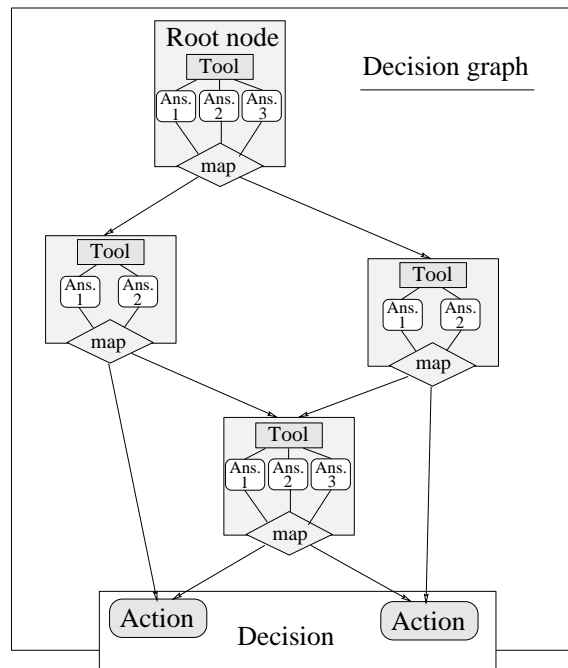 Root node
Decision graph
Tool
Ans. 1
Ans. 2
Ans. 3
map
Tool
Ans. 1
Ans. 2
map
Tool
Ans. 1
Ans. 2
map
Tool
Ans. 1
Ans. 2
Ans. 3
map
Action
Decision
Action